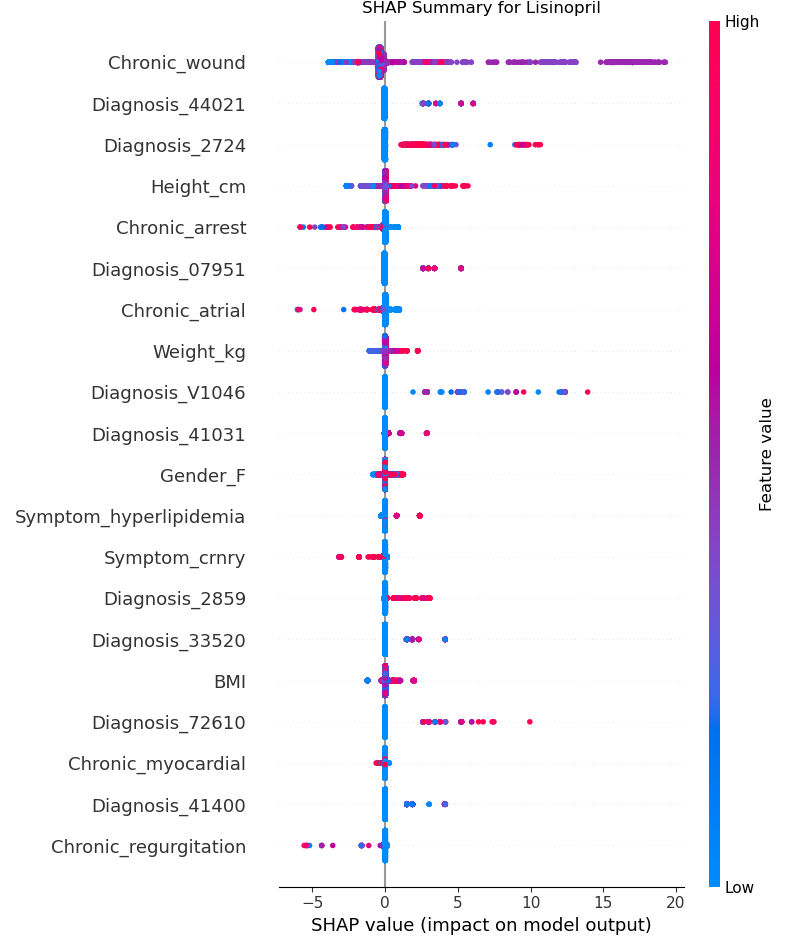 SHAP Summary for Lisinopril
High
Chronic_wound
Diagnosis_44021
Diagnosis_2724
Height_cm
Chronic_arrest
Diagnosis_07951
Chronic_atrial
Weight_kg
Diagnosis_V1046
Diagnosis_41031
Gender_F
Symptom_hyperlipidemia
Symptom_crnry
Diagnosis_2859
Diagnosis_33520
BMI
Diagnosis_72610
Chronic_myocardial
Diagnosis_41400
Chronic_regurgitation
Feature value
Low
−5 0 5 10 15 20
SHAP value (impact on model output)